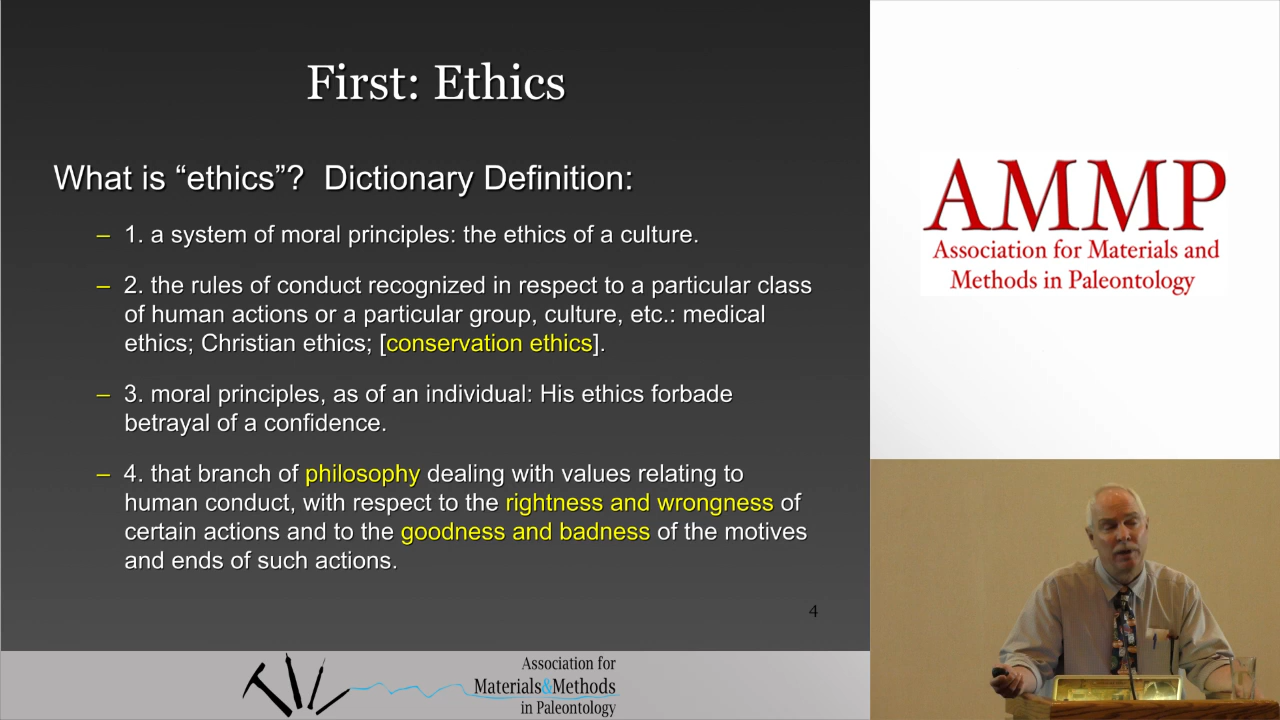 First: Ethics
What is “ethics”?  Dictionary Definition:
– 1. a system of moral principles: the ethics of a culture.
– 2. the rules of conduct recognized in respect to a particular class
of human actions or a particular group, culture, etc.: medical
ethics; Christian ethics; [conservation ethics].
– 3. moral principles, as of an individual: His ethics forbade
betrayal of a confidence.
– 4. that branch of philosophy dealing with values relating to
human conduct, with respect to the rightness and wrongness of
certain actions and to the goodness and badness of the motives
and ends of such actions.
4
Association for
Materials&Methods
in Paleontology
AMMP
Association for Materials and
Methods in Paleontology